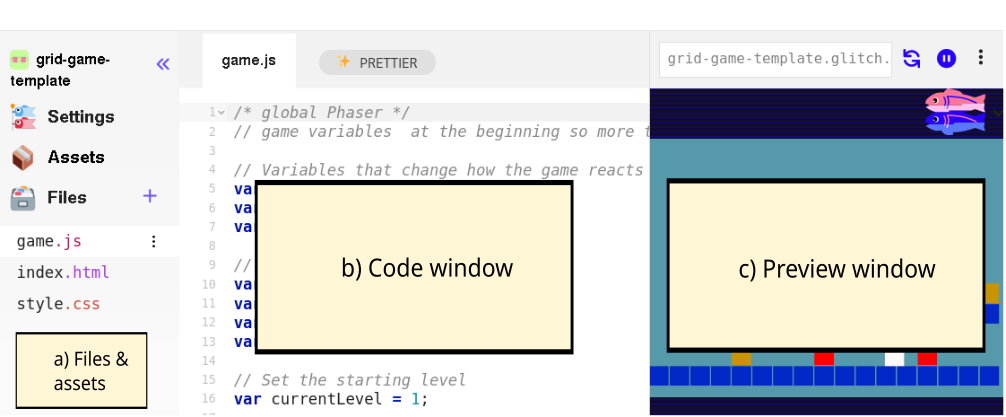 grid-game-
template
Settings
Assets
Files +
game.js
index.html
style.css
a) Files &
assets
game.js
PRETTIER
1 /* global Phaser */
2 // game variables  at the beginning so more
3
4 // Variables that change how the game reacts
5 va
6 va
7 va
8
9 //
10 va
11 va
12 va
13 va
14
15 // Set the starting level
16 var currentLevel = 1;
b) Code window
grid-game-template.glitch.
c) Preview window